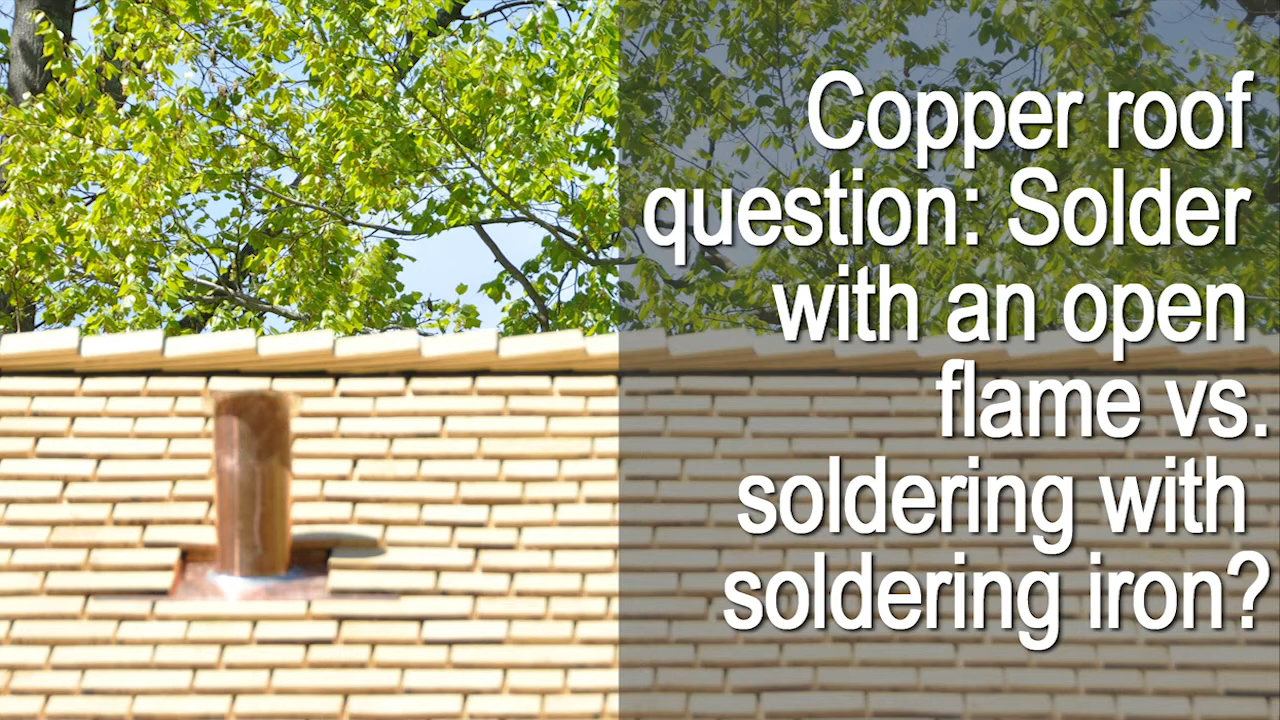 Copper roof
question: Solder
with an open
flame vs.
soldering with
soldering iron?